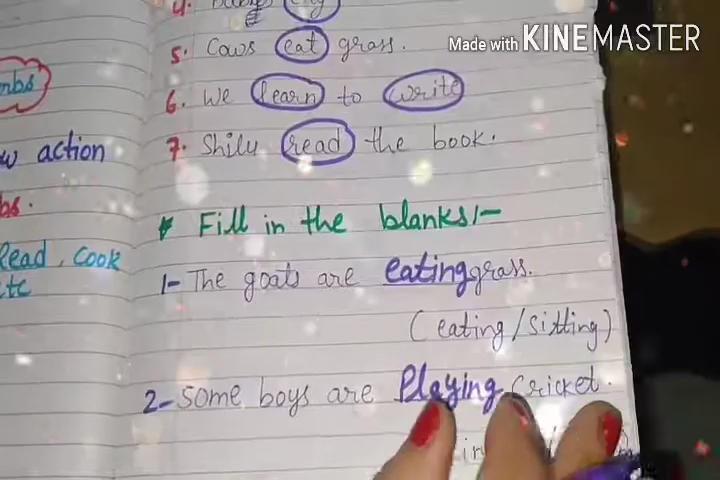 4.
Made with KINEMASTER
5. Cows eat grass.
6. We learn to write
7. Shilu read the book.
action
Fill in the blanks:-
Read, Cook
etc
1- The goats are eating grass.
(eating/sitting)
2- Some boys are Playing Cricket.